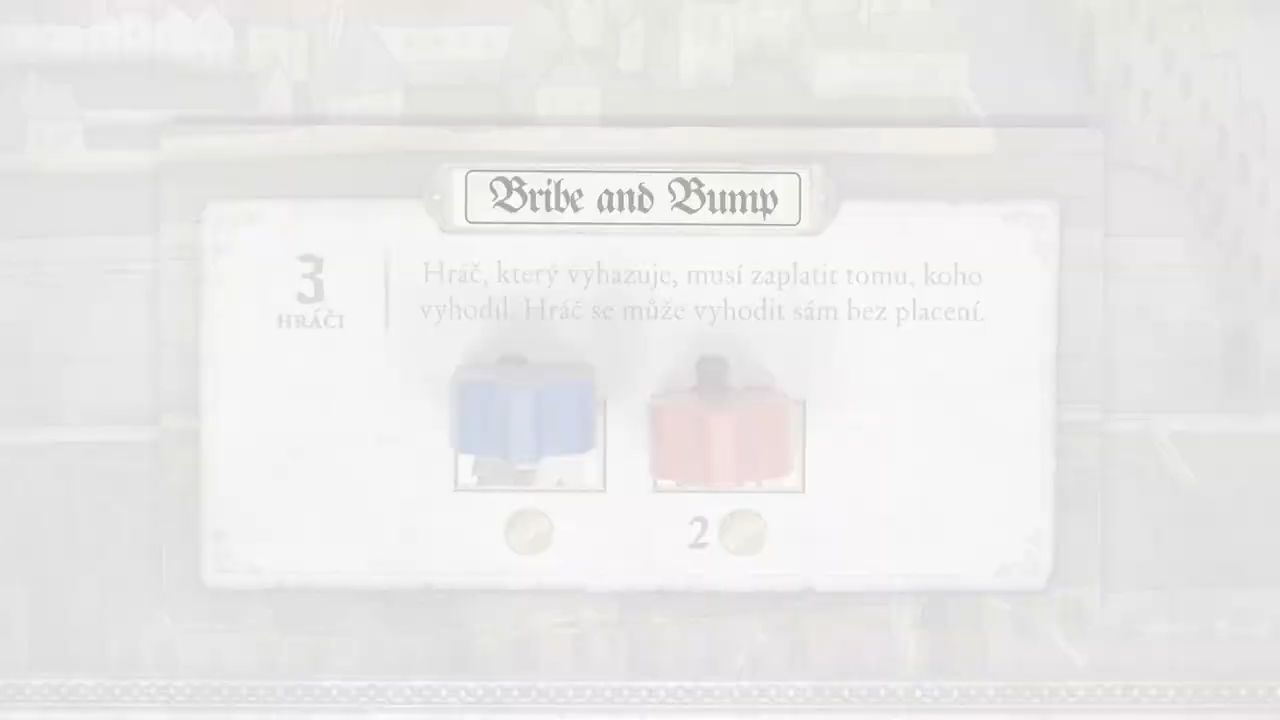 Bribe and Bump
3
HRÁČI
Hráč, který vyhazuje, musí zaplatit tomu, koho
vyhodil. Hráč se může vyhodit sám bez placení.
2